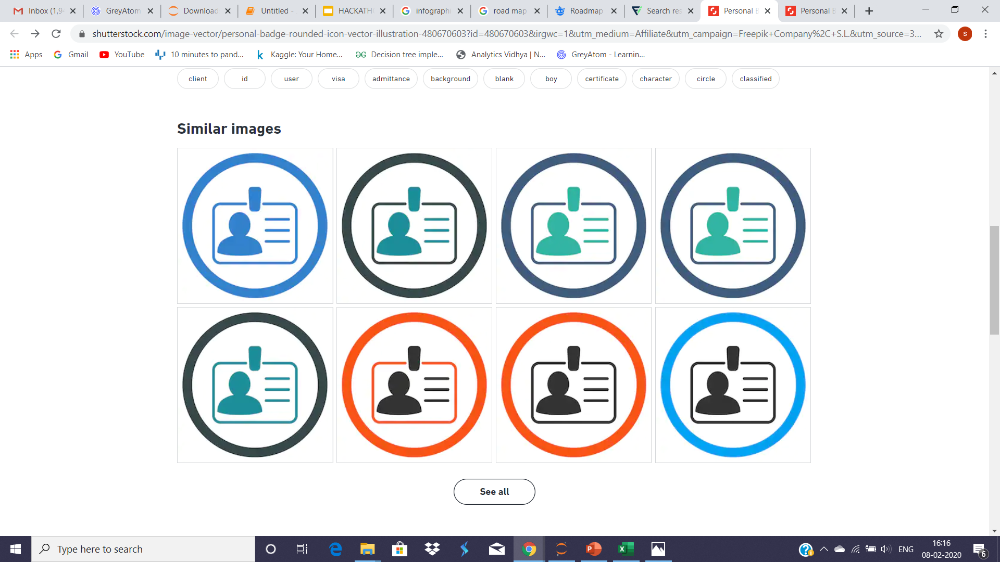 Inbox (1,9
GreyAtom
Download
Untitled -
HACKATH
infographi
road map
Roadmap
Search res
Personal B
Personal B
shutterstock.com/image-vector/personal-badge-rounded-icon-vector-illustration-480670603?id=480670603&irgwc=1&utm_medium=Affiliate&utm_campaign=Freepik+Company%2C+S.L.&utm_source=3...
s
Apps
Gmail
YouTube
10 minutes to pand...
Kaggle: Your Home...
Decision tree imple...
Analytics Vidhya | N...
GreyAtom - Learnin...
client
id
user
visa
admittance
background
blank
boy
certificate
character
circle
classified
Similar images
See all
Type here to search
ENG
16:16
08-02-2020
6